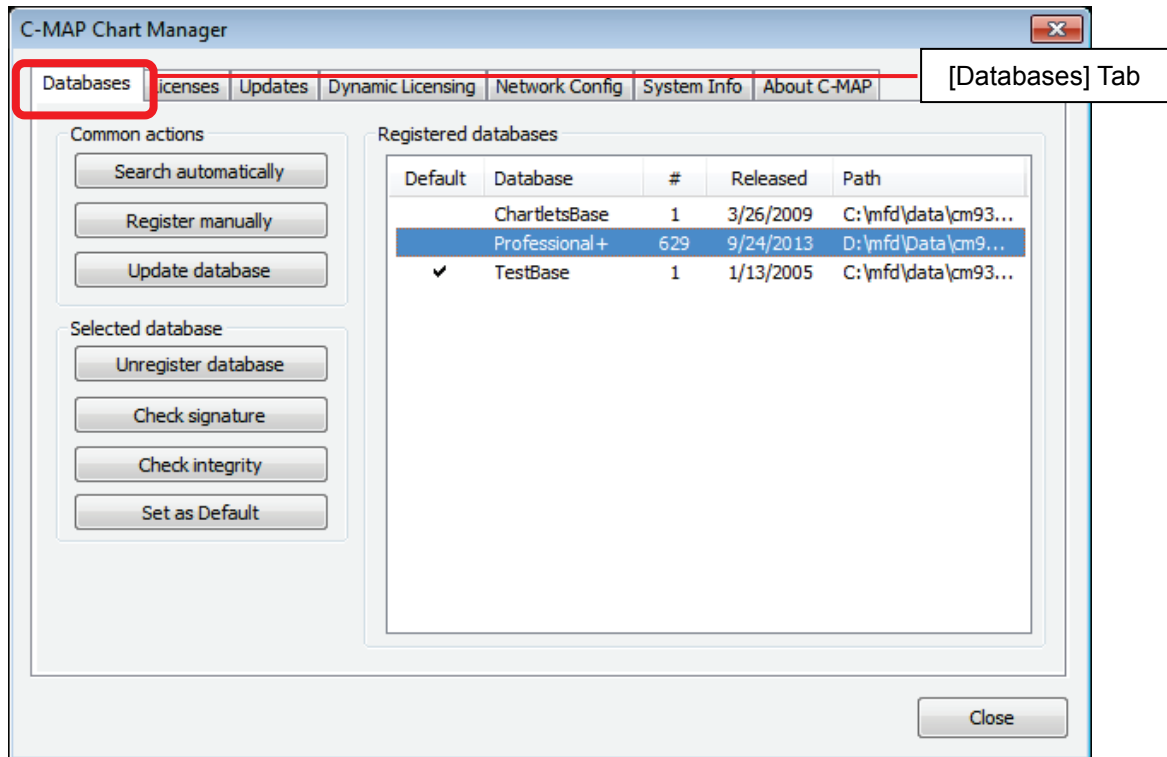 C-MAP Chart Manager
Databases Licenses Updates Dynamic Licensing Network Config System Info About C-MAP
[Databases] Tab
Common actions
Search automatically
Register manually
Update database
Selected database
Unregister database
Check signature
Check integrity
Set as Default
Registered databases
Default Database # Released Path
ChartletsBase 1 3/26/2009 C:\mfd\data\cm93...
Professional+ 629 9/24/2013 D:\mfd\Data\cm9...
✔ TestBase 1 1/13/2005 C:\mfd\data\cm93...
Close